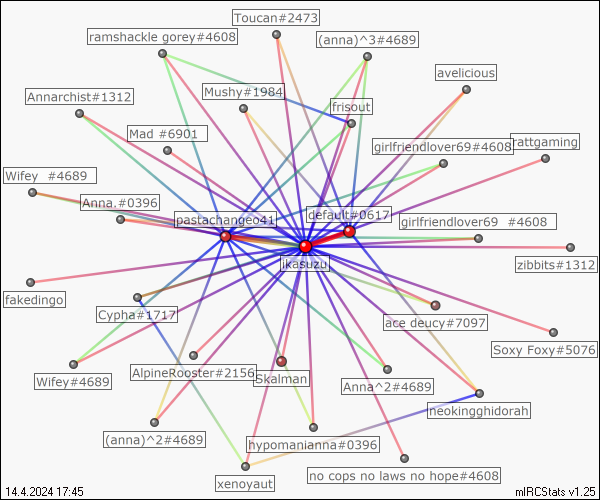 Toucan#2473
ramshackle gorey#4608
(anna)^3#4689
avelicious
Mushy#1984
Annarchist#1312
frisout
Mad #6901
girlfriendlover69#4608
rattgaming
Wifey #4689
Anna.#0396
default#0617
girlfriendlover69 #4608
ikasuzu
zibbits#1312
fakedingo
Cypha#1717
ace deucy#7097
Soxy Foxy#5076
Wifey#4689
AlpineRooster#2156
Skalman
Anna^2#4689
neokingghidorah
(anna)^2#4689
hypomanianna#0396
no cops no laws no hope#4608
xenoyaut
14.4.2024 17:45
mIRCStats v1.25